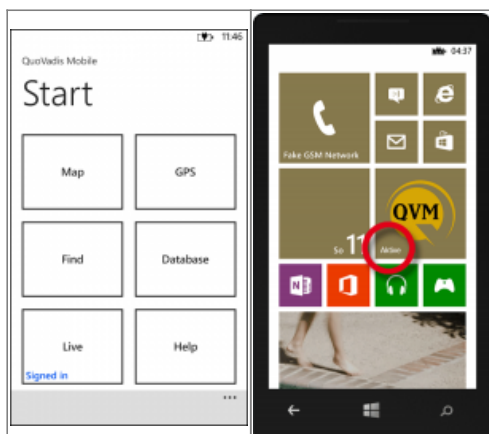 11:46
QuoVadis Mobile
Start
Map
GPS
Find
Database
Live
Signed in
Help
...
04:37
Fake GSM Network
QVM
So 11
Aktive